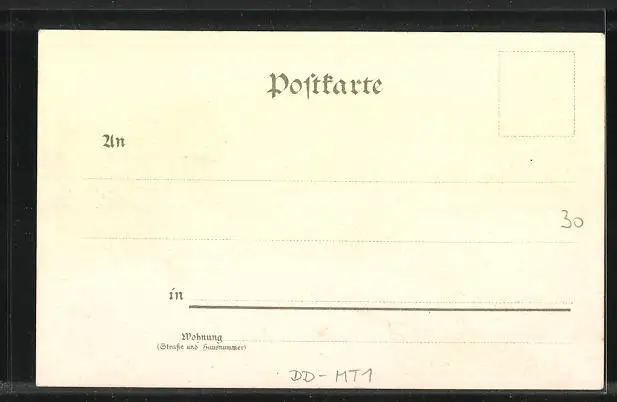 Postkarte
An
30
in
Wohnung
(Straße und Hausnummer)
DD-MT1